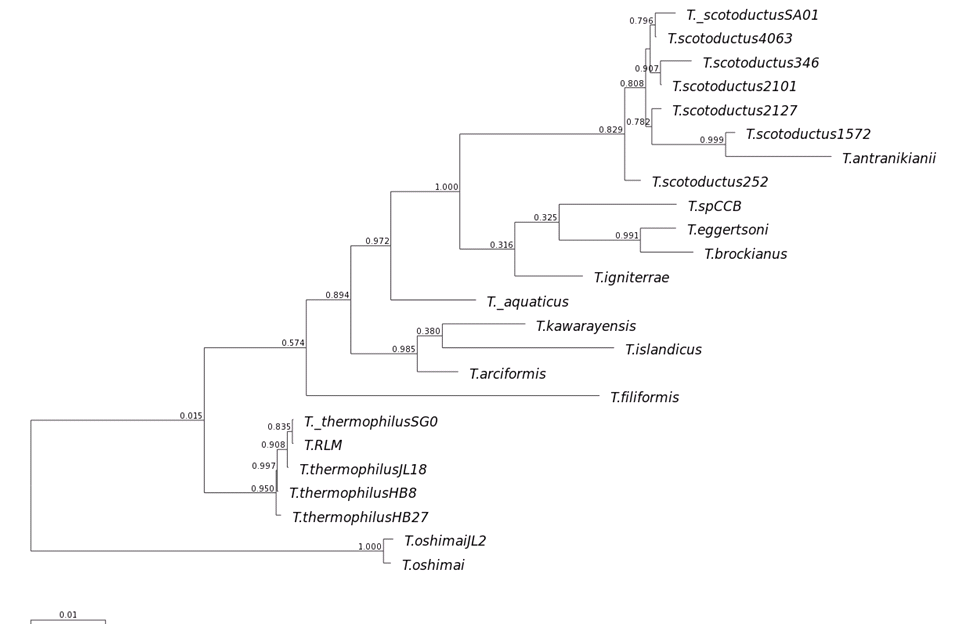 T._scotoductusSA01
0.796
T.scotoductus4063
T.scotoductus346
0.907
T.scotoductus2101
0.808
T.scotoductus2127
0.782
0.829
T.scotoductus1572
0.999
T.antranikianii
T.scotoductus252
1.000
T.spCCB
0.325
T.eggertsoni
0.991
0.972
0.316
T.brockianus
T.igniterrae
0.894
T._aquaticus
T.kawarayensis
0.380
0.574
0.985
T.islandicus
T.arciformis
T.filiformis
0.015
T._thermophilusSG0
0.835
T.RLM
0.908
T.thermophilusJL18
0.997
0.950
T.thermophilusHB8
T.thermophilusHB27
T.oshimaiJL2
1.000
T.oshimai
0.01